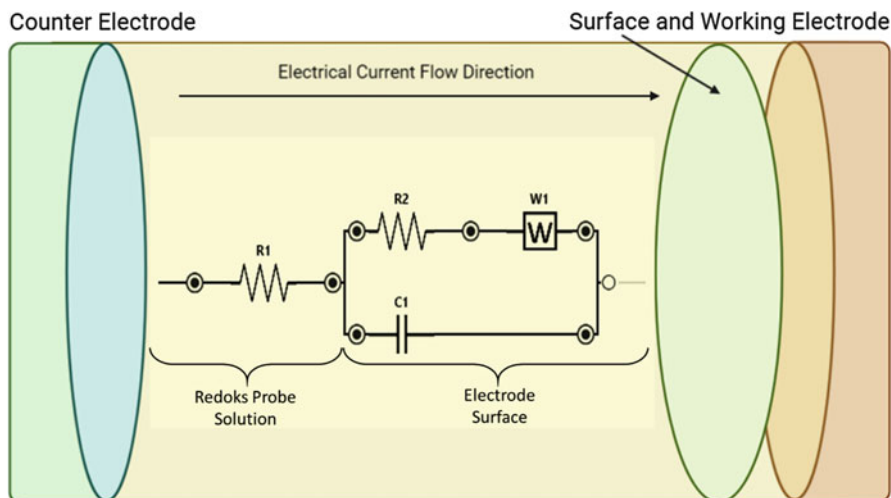 Counter Electrode
Surface and Working Electrode
Electrical Current Flow Direction
R2
W1
W
R1
C1
Redoks Probe
Solution
Electrode
Surface